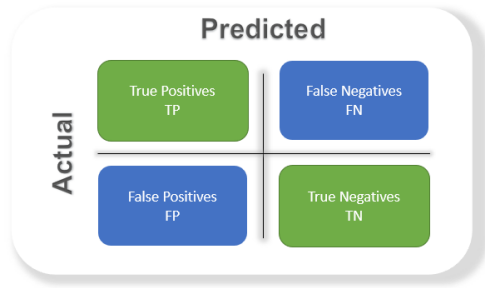 Predicted
Actual
True Positives
TP
False Negatives
FN
False Positives
FP
True Negatives
TN